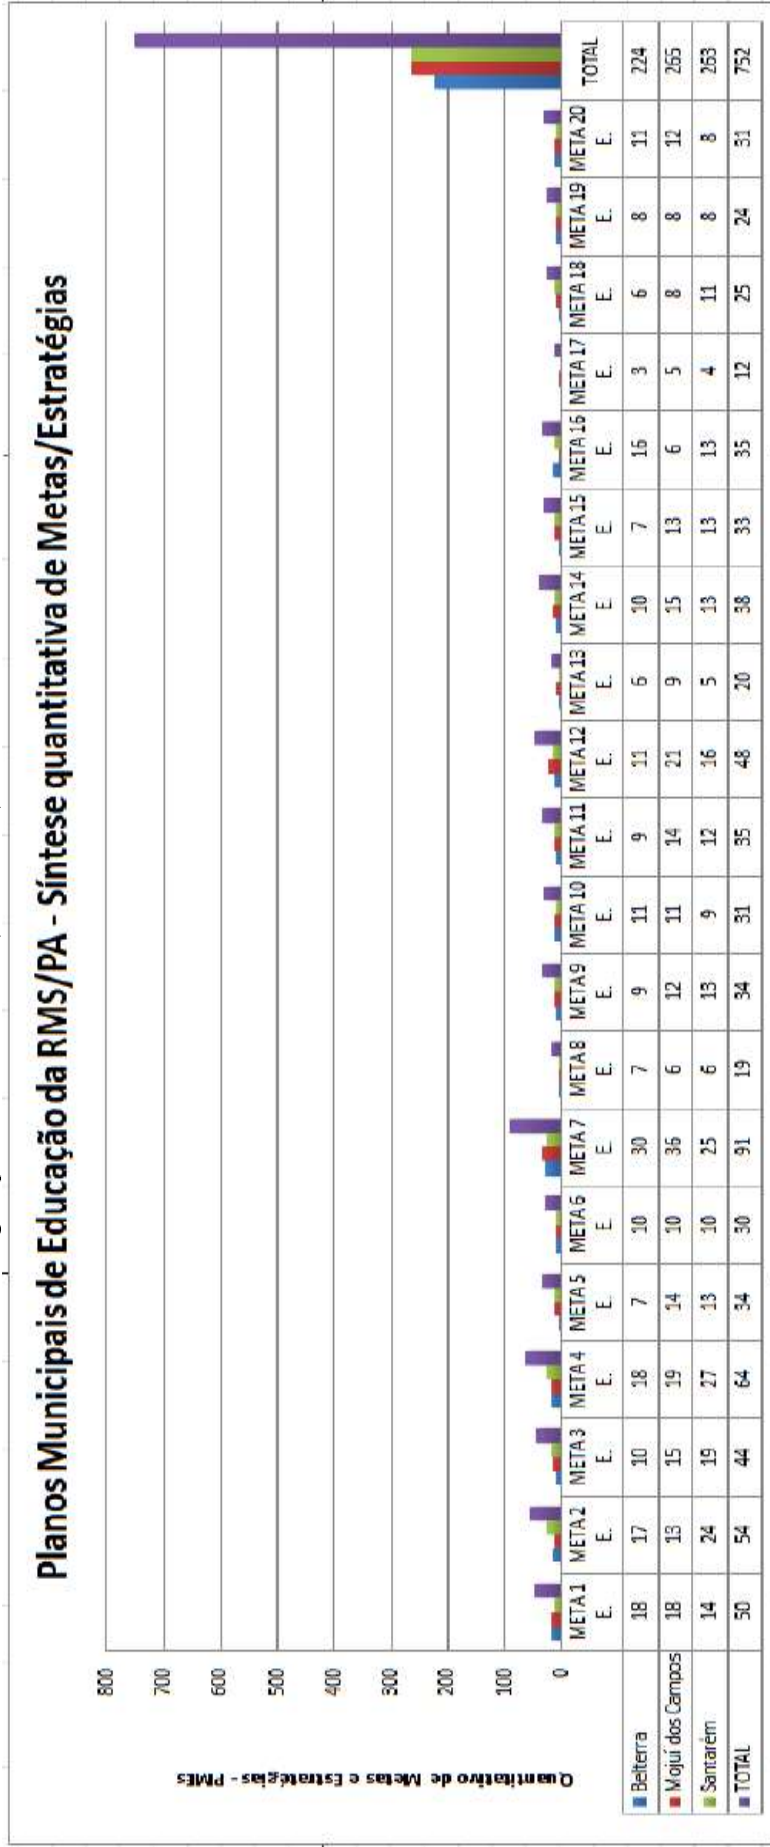 Planos Municipais de Educação da RMS/PA - Síntese quantitativa de Metas/Estratégias
Quantitativo de Metas e Estratégias - PMEs
800
700
600
500
400
300
200
100
0
META 1 E. META 2 E. META 3 E. META 4 E. META 5 E. META 6 E. META 7 E. META 8 E. META 9 E. META 10 E. META 11 E. META 12 E. META 13 E. META 14 E. META 15 E. META 16 E. META 17 E. META 18 E. META 19 E. META 20 E. TOTAL
Belterra 18 17 10 18 7 10 30 7 9 11 9 11 6 10 7 16 3 6 8 11 224
Mojuí dos Campos 18 13 15 19 14 10 36 6 12 11 14 21 9 15 13 6 5 8 8 12 265
Santarém 14 24 19 27 13 10 25 6 13 9 12 16 5 13 13 13 4 11 8 8 263
TOTAL 50 54 44 64 34 30 91 19 34 31 35 48 20 38 33 35 12 25 24 31 752